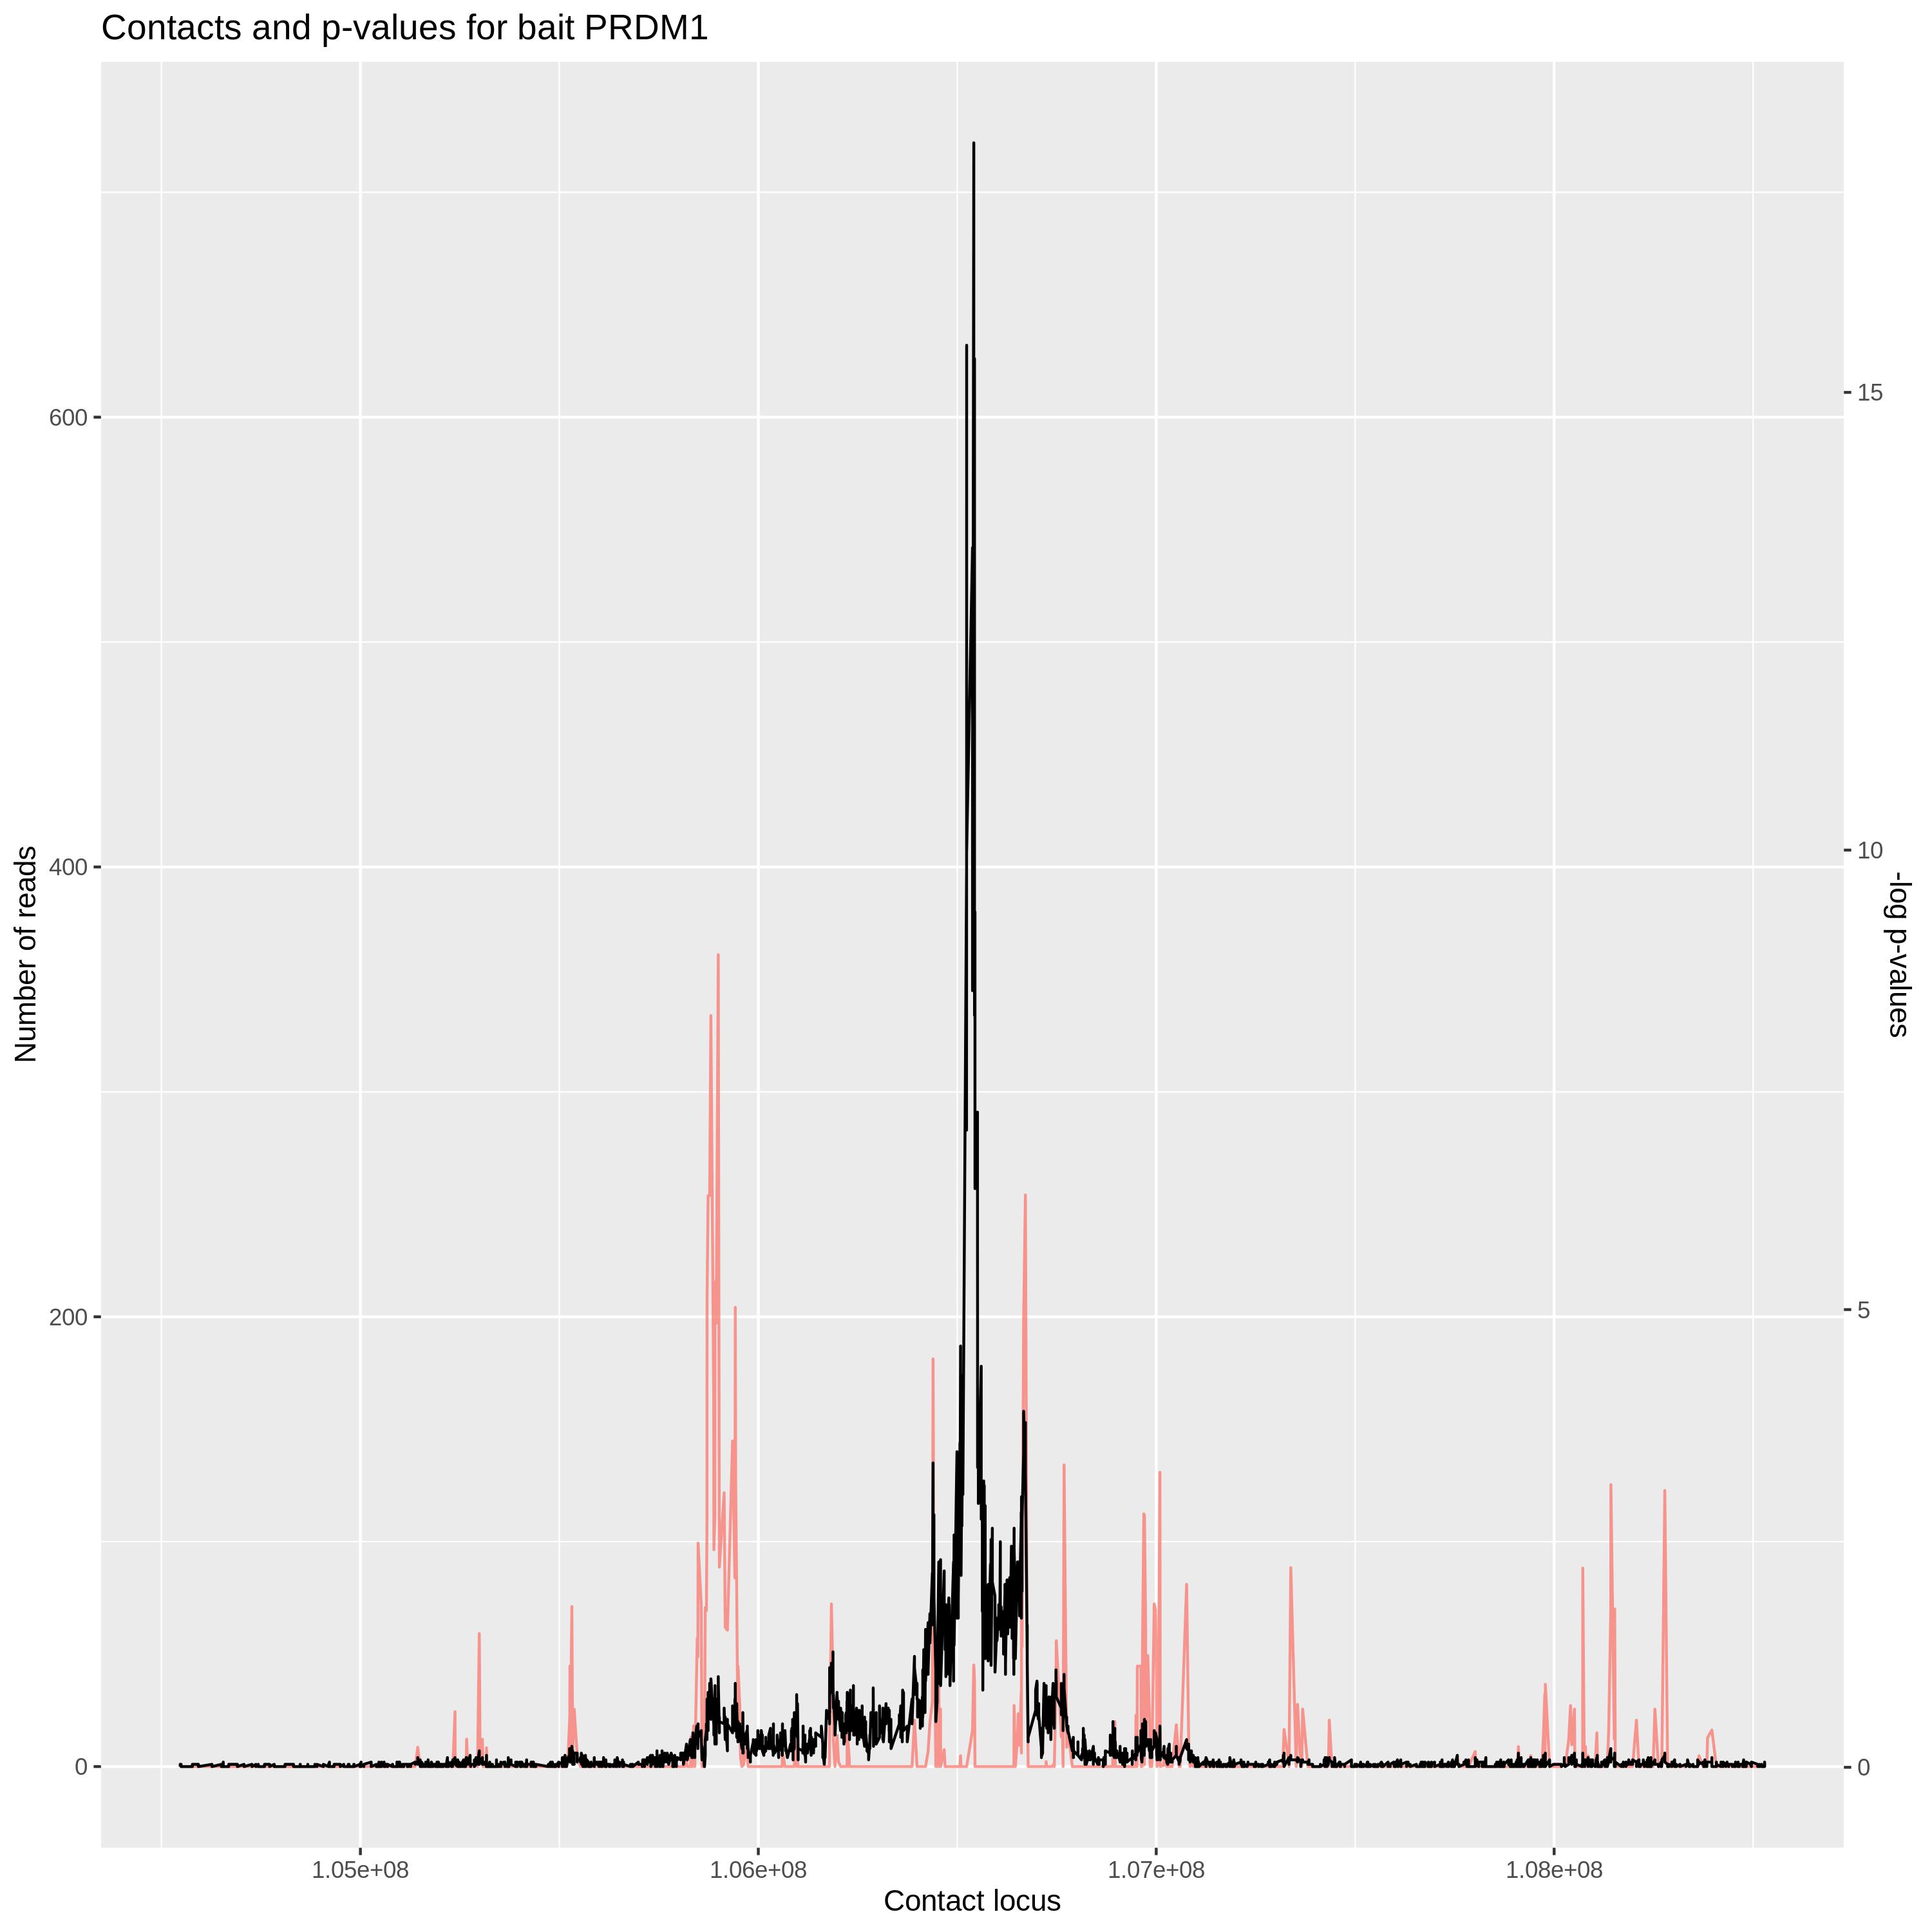 Contacts and p-values for bait PRDM1
Number of reads
600
400
200
0
15
10
5
0
-log p-values
1.05e+08
1.06e+08
1.07e+08
1.08e+08
Contact locus